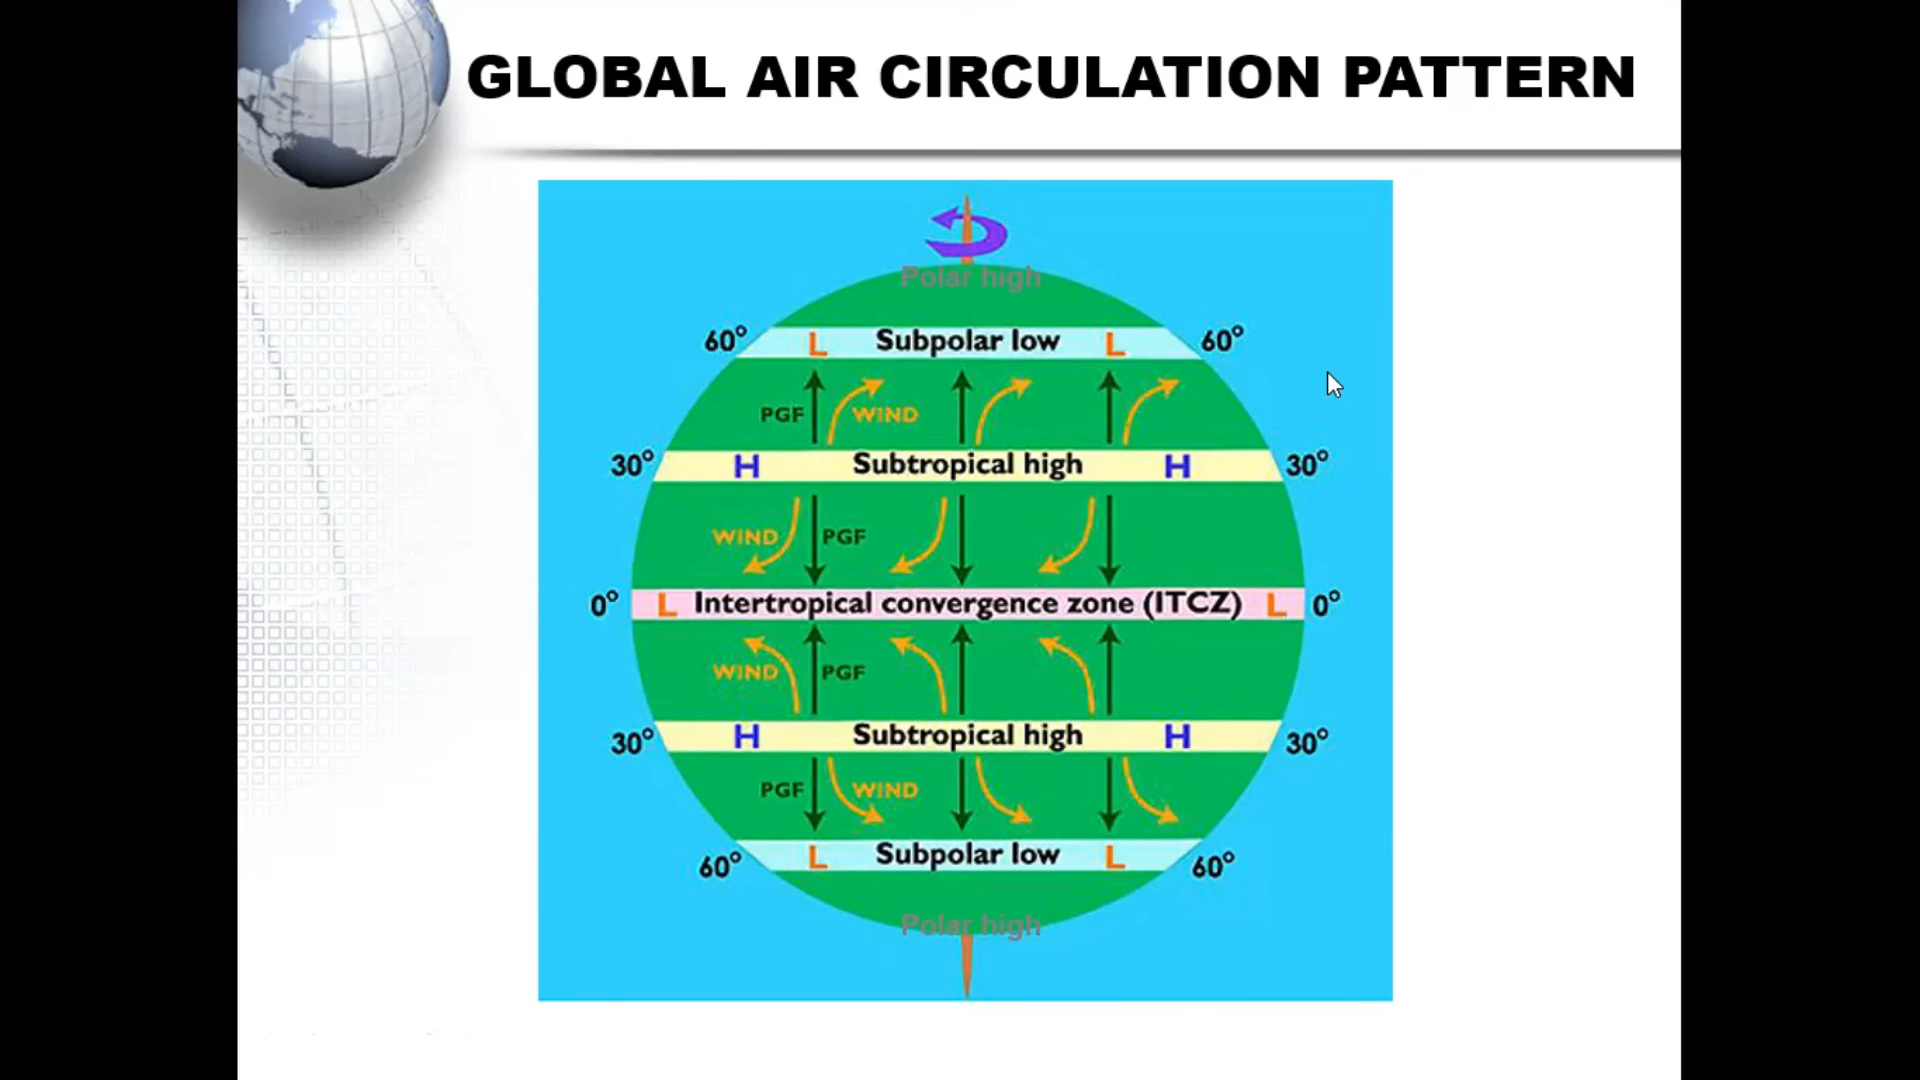 GLOBAL AIR CIRCULATION PATTERN
Polar high
60° L Subpolar low L 60°
PGF WIND
30° H Subtropical high H 30°
WIND PGF
0° L Intertropical convergence zone (ITCZ) L 0°
WIND PGF
30° H Subtropical high H 30°
PGF WIND
60° L Subpolar low L 60°
Polar high